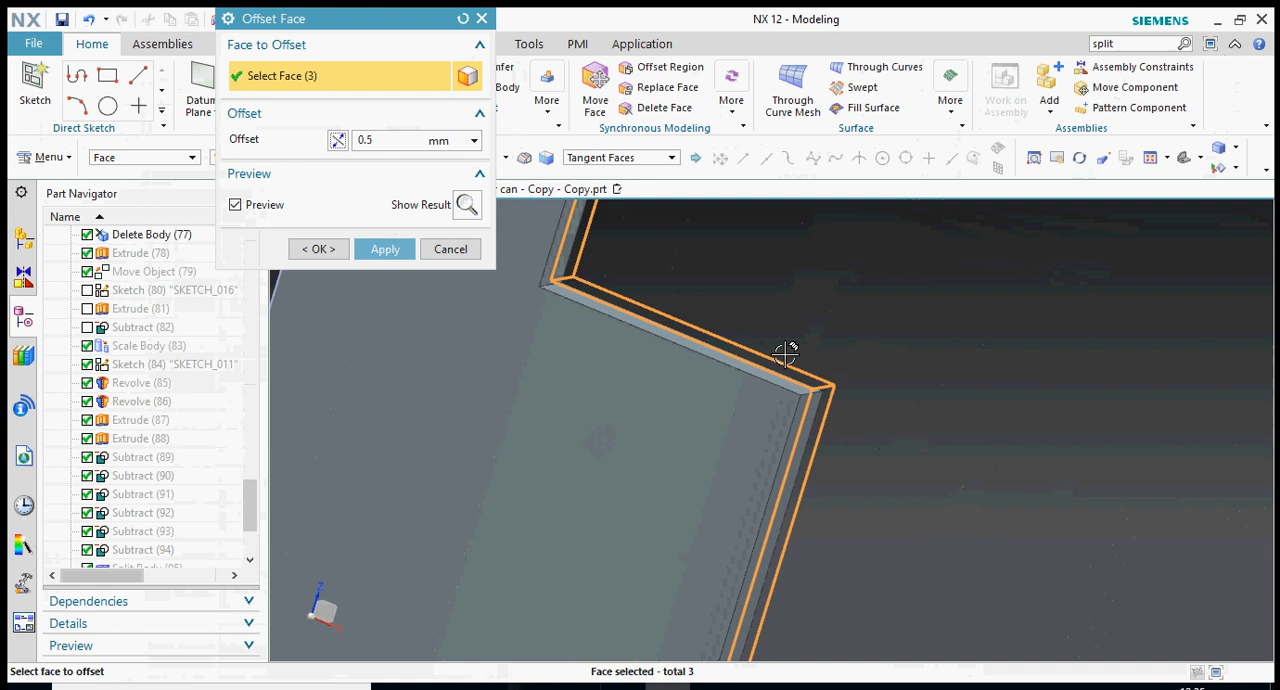 NX
Offset Face
NX 12 - Modeling
SIEMENS
File
Home
Assemblies
Tools
PMI
Application
split
Face to Offset
Select Face (3)
Offset
Offset
0.5
mm
Preview
Preview
Show Result
< OK >
Apply
Cancel
Sketch
Datum
Plane
Direct Sketch
Body
More
Move
Face
Offset Region
Replace Face
Delete Face
More
Synchronous Modeling
Through
Curve Mesh
Through Curves
Swept
Fill Surface
More
Surface
Work on
Assembly
Add
Assembly Constraints
Move Component
Pattern Component
Assemblies
Menu
Face
Tangent Faces
can - Copy - Copy.prt
Part Navigator
Name
Delete Body (77)
Extrude (78)
Move Object (79)
Sketch (80) "SKETCH_016"
Extrude (81)
Subtract (82)
Scale Body (83)
Sketch (84) "SKETCH_011"
Revolve (85)
Revolve (86)
Extrude (87)
Extrude (88)
Subtract (89)
Subtract (90)
Subtract (91)
Subtract (92)
Subtract (93)
Subtract (94)
Dependencies
Details
Preview
Select face to offset
Face selected - total 3